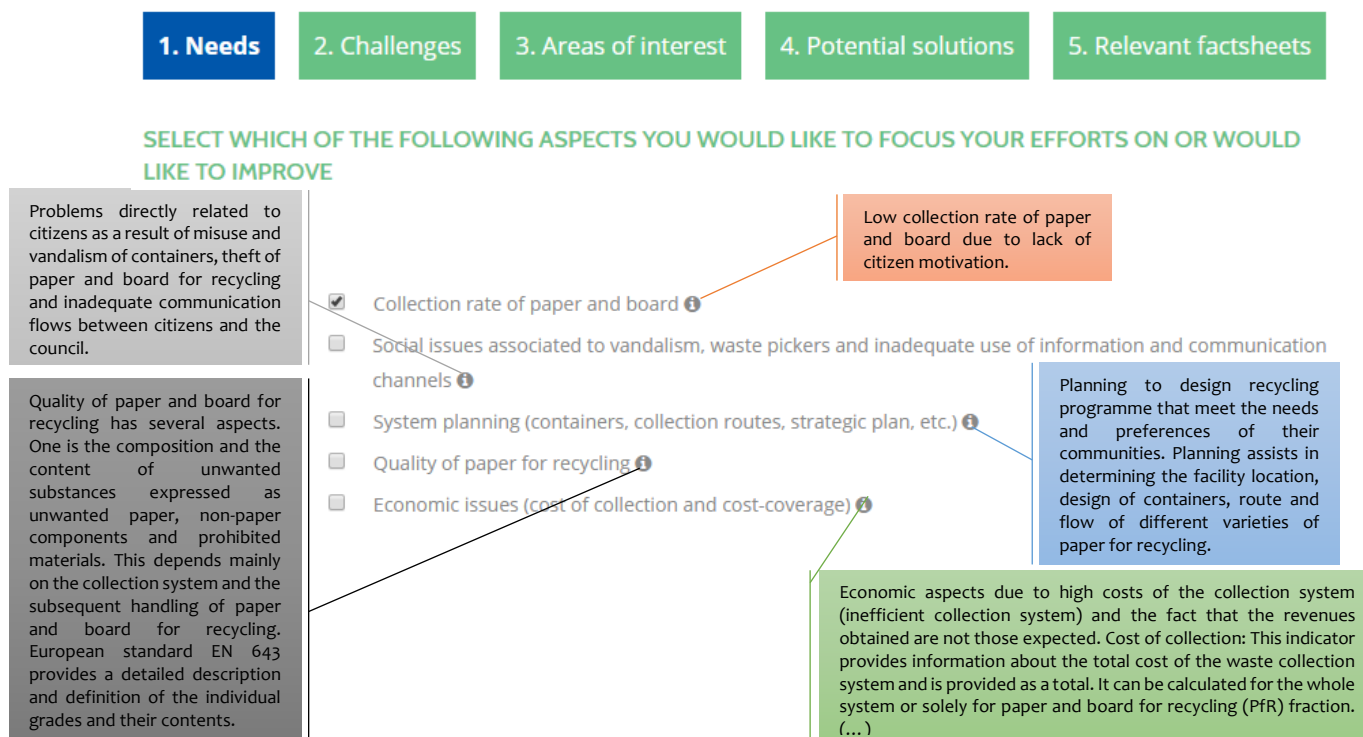 1. Needs
2. Challenges
3. Areas of interest
4. Potential solutions
5. Relevant factsheets
SELECT WHICH OF THE FOLLOWING ASPECTS YOU WOULD LIKE TO FOCUS YOUR EFFORTS ON OR WOULD
LIKE TO IMPROVE
Problems directly related to
citizens as a result of misuse and
vandalism of containers, theft of
paper and board for recycling
and inadequate communication
flows between citizens and the
council.
Low collection rate of paper
and board due to lack of
citizen motivation.
Collection rate of paper and board
Social issues associated to vandalism, waste pickers and inadequate use of information and communication
channels
System planning (containers, collection routes, strategic plan, etc.)
Quality of paper for recycling
Economic issues (cost of collection and cost-coverage)
Quality of paper and board for
recycling has several aspects.
One is the composition and the
content of unwanted
substances expressed as
unwanted paper, non-paper
components and prohibited
materials. This depends mainly
on the collection system and the
subsequent handling of paper
and board for recycling.
European standard EN 643
provides a detailed description
and definition of the individual
grades and their contents.
Planning to design recycling
programme that meet the needs
and preferences of their
communities. Planning assists in
determining the facility location,
design of containers, route and
flow of different varieties of
paper for recycling.
Economic aspects due to high costs of the collection system
(inefficient collection system) and the fact that the revenues
obtained are not those expected. Cost of collection: This indicator
provides information about the total cost of the waste collection
system and is provided as a total. It can be calculated for the whole
system or solely for paper and board for recycling (PfR) fraction.
(...)